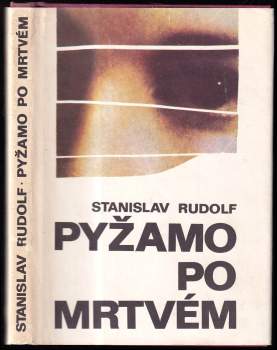 STANISLAV RUDOLF · PYŽAMO PO MRTVÉM
STANISLAV RUDOLF
PYŽAMO
PO
MRTVÉM